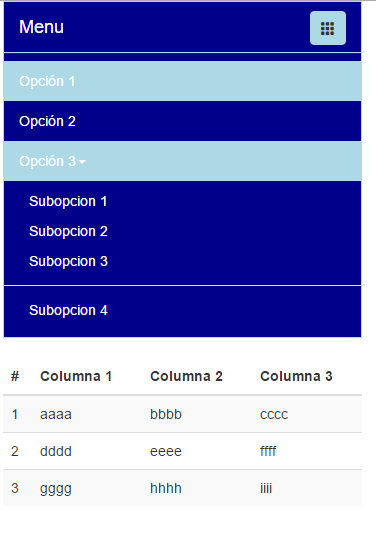 Menu
Opción 1
Opción 2
Opción 3
Subopcion 1
Subopcion 2
Subopcion 3
Subopcion 4
# Columna 1 Columna 2 Columna 3
1 aaaa bbbb cccc
2 dddd eeee ffff
3 gggg hhhh iiii